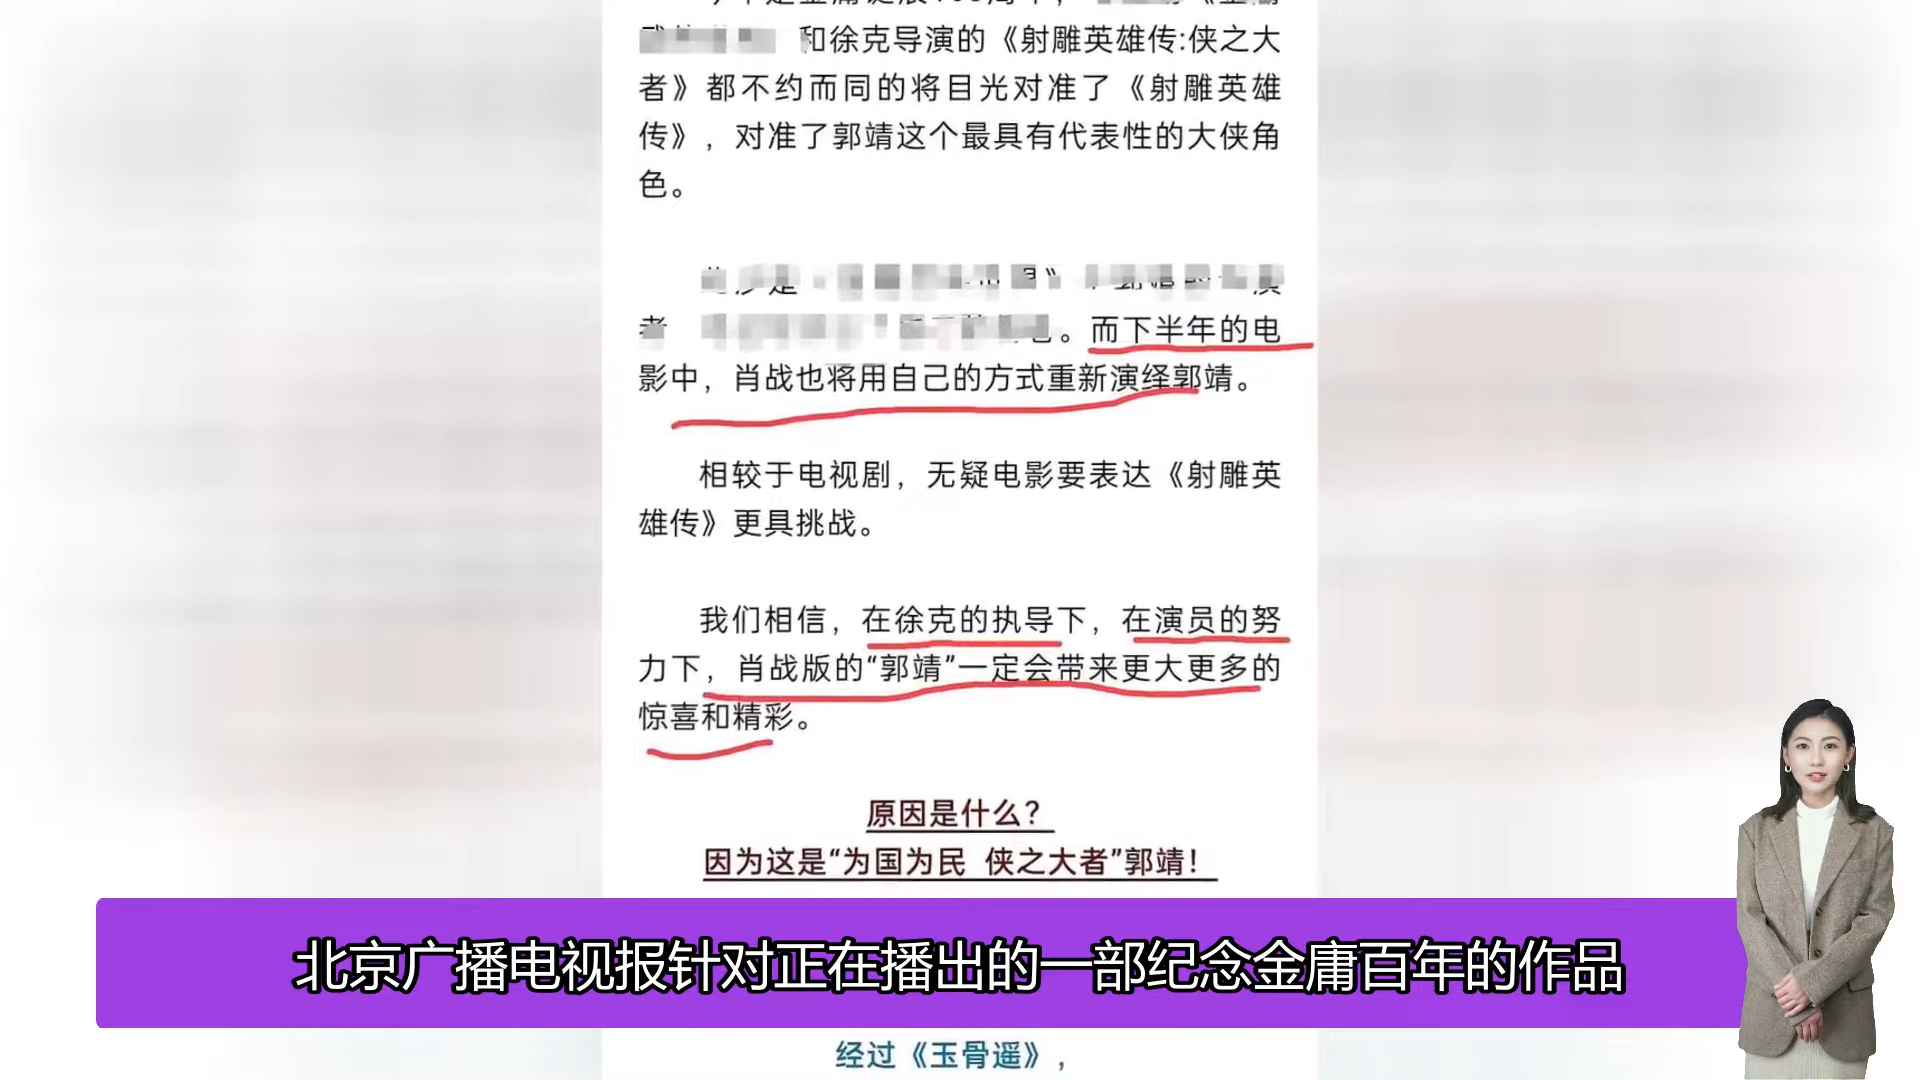 和徐克导演的《射雕英雄传:侠之大
者》都不约而同的将目光对准了《射雕英雄
传》，对准了郭靖这个最具有代表性的大侠角
色。
者
。而下半年的电
影中，肖战也将用自己的方式重新演绎郭靖。
相较于电视剧，无疑电影要表达《射雕英
雄传》更具挑战。
我们相信，在徐克的执导下，在演员的努
力下，肖战版的“郭靖”一定会带来更大更多的
惊喜和精彩。
原因是什么？
因为这是“为国为民 侠之大者”郭靖！
北京广播电视报针对正在播出的一部纪念金庸百年的作品
经过《玉骨遥》，